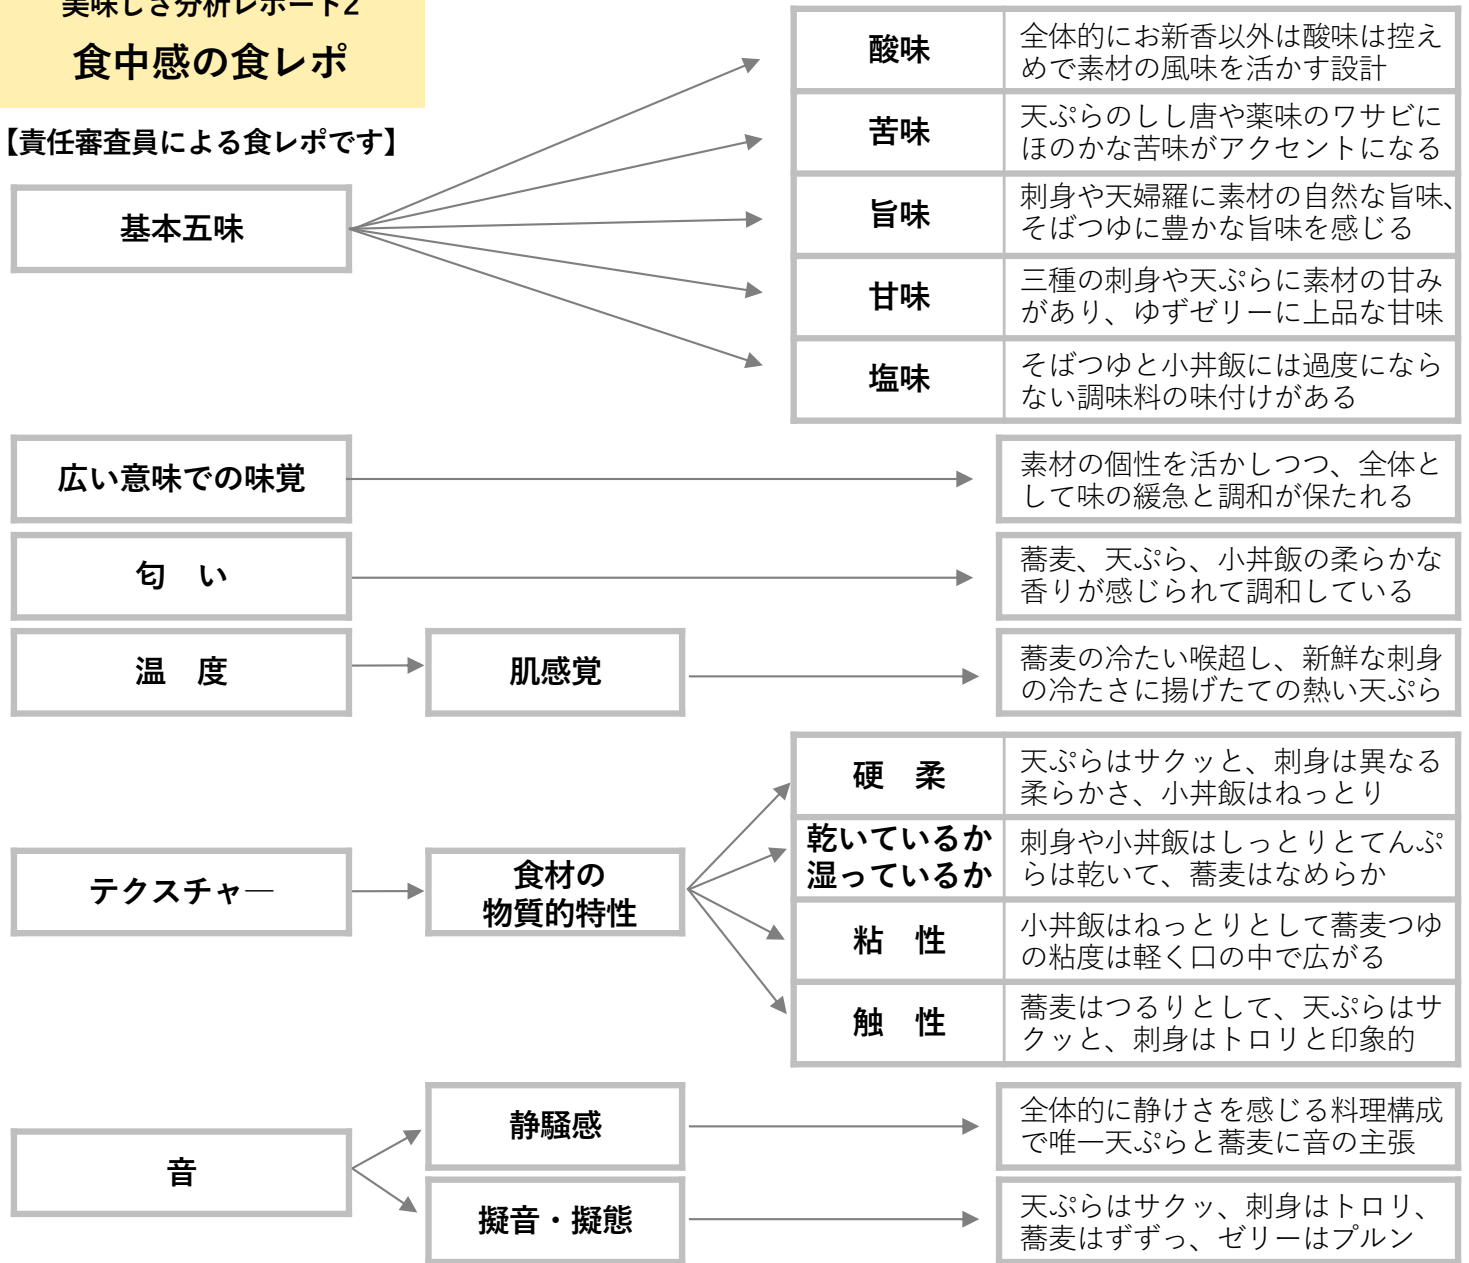 美味しさ分析レポート2
食中感の食レポ
【責任審査員による食レポです】
基本五味
酸味
全体的にお新香以外は酸味は控え
めで素材の風味を活かす設計
苦味
天ぷらのしし唐や薬味のワサビに
ほのかな苦味がアクセントになる
旨味
刺身や天婦羅に素材の自然な旨味、
そばつゆに豊かな旨味を感じる
甘味
三種の刺身や天ぷらに素材の甘み
があり、ゆずゼリーに上品な甘味
塩味
そばつゆと小丼飯には過度になら
ない調味料の味付けがある
広い意味での味覚
素材の個性を活かしつつ、全体と
して味の緩急と調和が保たれる
匂　い
蕎麦、天ぷら、小丼飯の柔らかな
香りが感じられて調和している
温　度
肌感覚
蕎麦の冷たい喉超し、新鮮な刺身
の冷たさに揚げたての熱い天ぷら
テクスチャ―
食材の
物質的特性
硬　柔
天ぷらはサクッと、刺身は異なる
柔らかさ、小丼飯はねっとり
乾いているか
湿っているか
刺身や小丼飯はしっとりとてんぷ
らは乾いて、蕎麦はなめらか
粘　性
小丼飯はねっとりとして蕎麦つゆ
の粘度は軽く口の中で広がる
触　性
蕎麦はつるりとして、天ぷらはサ
クッと、刺身はトロリと印象的
音
静騒感
全体的に静けさを感じる料理構成
で唯一天ぷらと蕎麦に音の主張
擬音・擬態
天ぷらはサクッ、刺身はトロリ、
蕎麦はずずっ、ゼリーはプルン